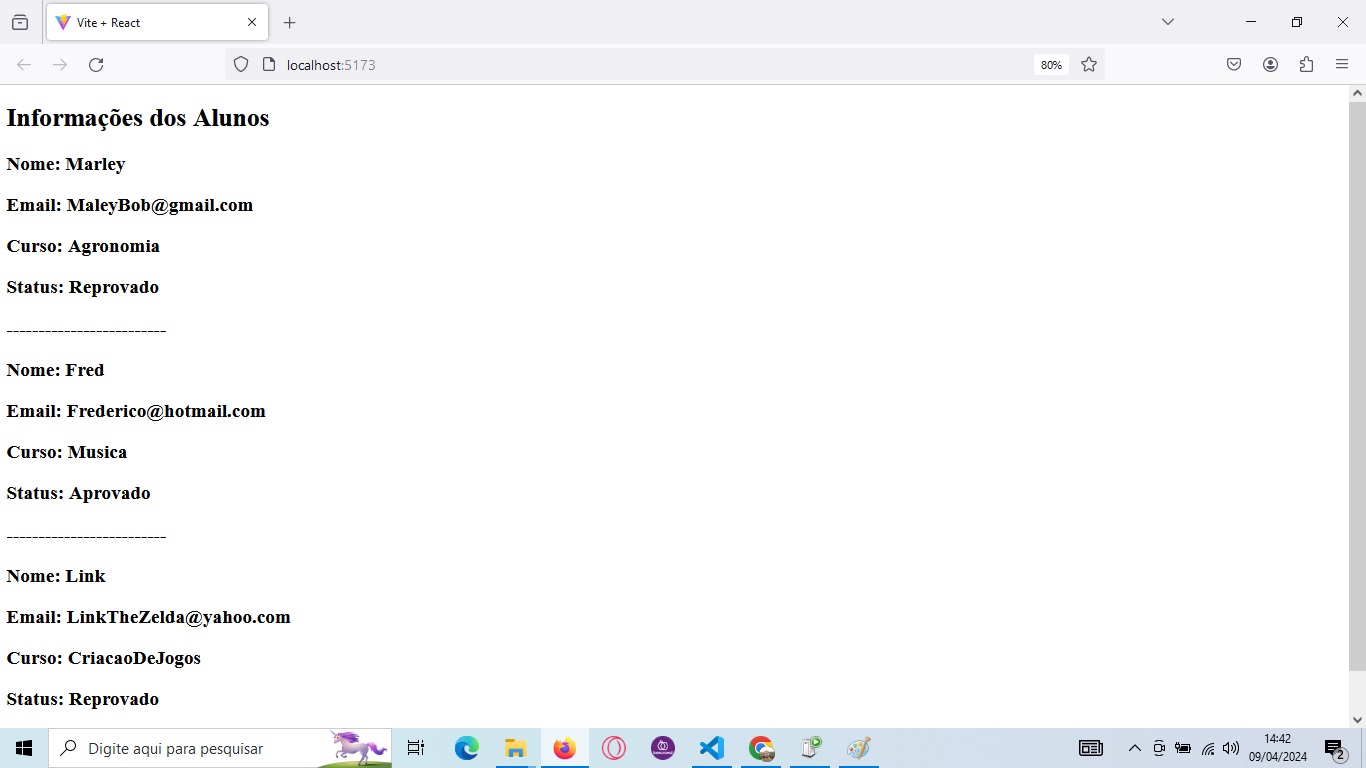 Vite + React
localhost:5173
80%
Informações dos Alunos
Nome: Marley
Email: MaleyBob@gmail.com
Curso: Agronomia
Status: Reprovado
-------------------------
Nome: Fred
Email: Frederico@hotmail.com
Curso: Musica
Status: Aprovado
-------------------------
Nome: Link
Email: LinkTheZelda@yahoo.com
Curso: CriacaoDeJogos
Status: Reprovado
Digite aqui para pesquisar
14:42
09/04/2024
2